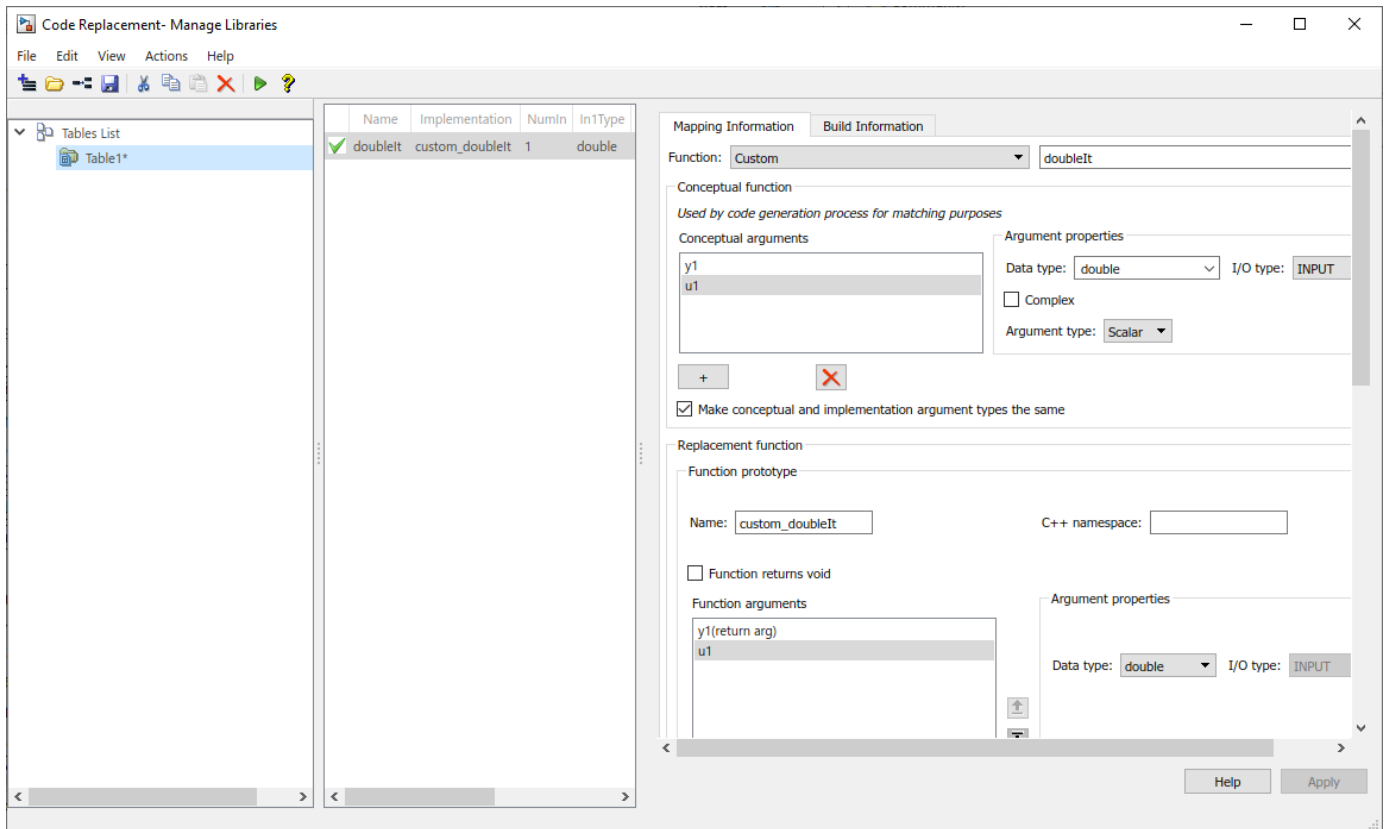 Code Replacement- Manage Libraries
File Edit View Actions Help
Tables List
Table1*
Name Implementation NumIn In1Type
doubleIt custom_doubleIt 1 double
Mapping Information Build Information
Function: Custom doubleIt
Conceptual function
Used by code generation process for matching purposes
Conceptual arguments
y1
u1
Argument properties
Data type: double I/O type: INPUT
Complex
Argument type: Scalar
+
Make conceptual and implementation argument types the same
Replacement function
Function prototype
Name: custom_doubleIt C++ namespace:
Function returns void
Function arguments
y1(return arg)
u1
Argument properties
Data type: double I/O type: INPUT
Help Apply